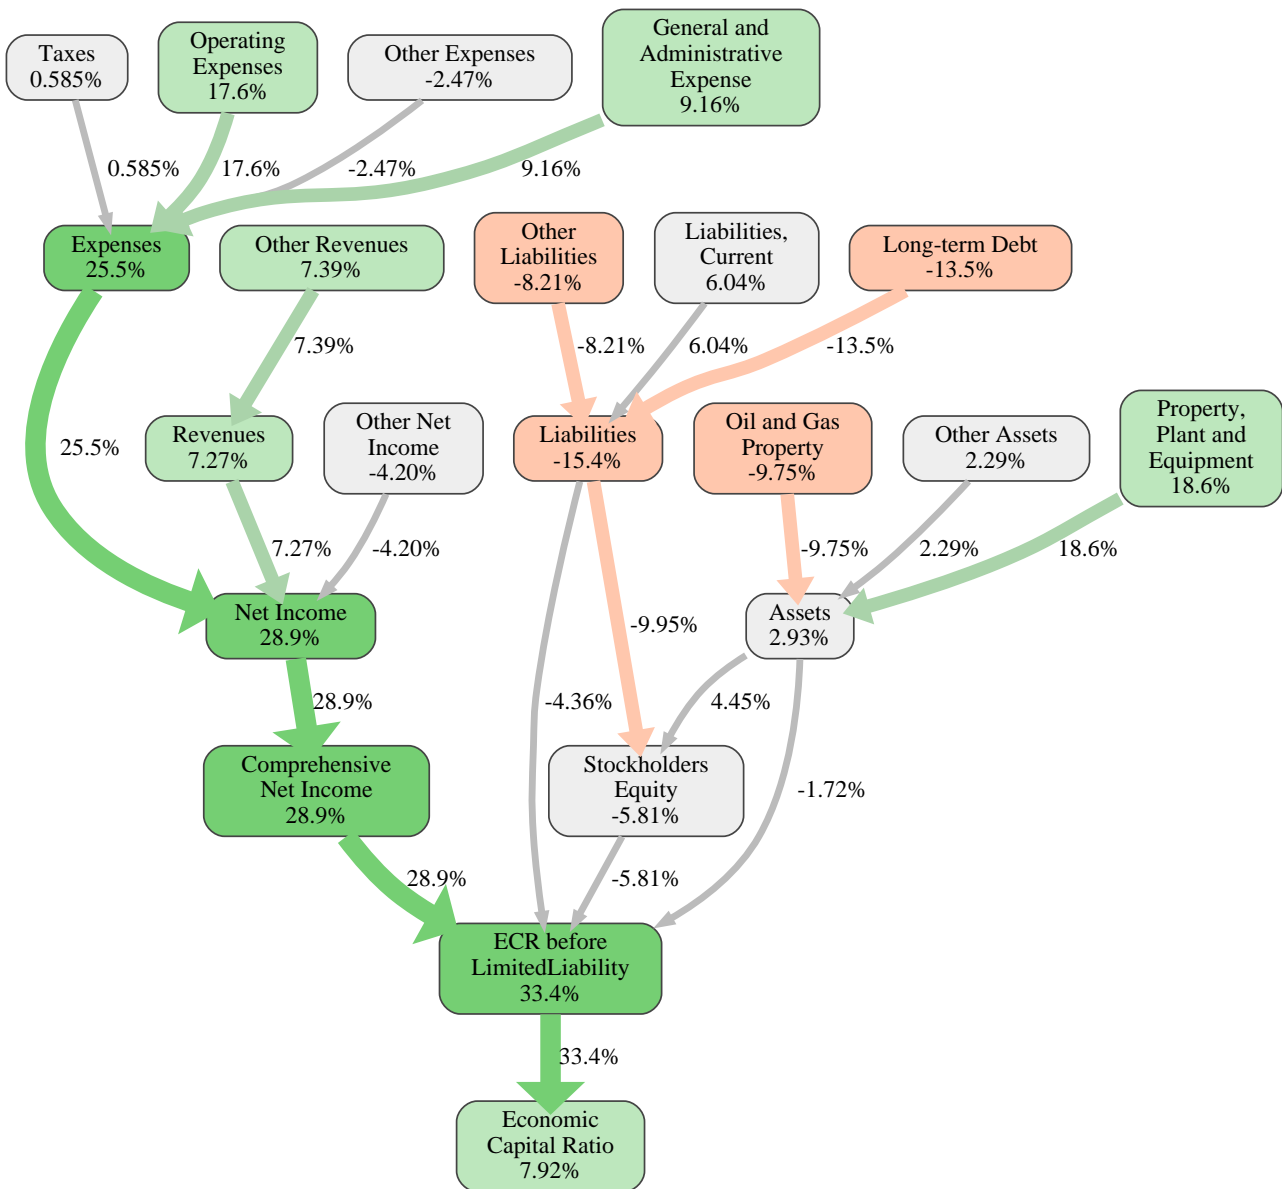 Taxes
0.585%
Operating
Expenses
17.6%
Other Expenses
-2.47%
General and
Administrative
Expense
9.16%
0.585%
17.6%
-2.47%
9.16%
Expenses
25.5%
Other Revenues
7.39%
Other
Liabilities
-8.21%
Liabilities,
Current
6.04%
Long-term Debt
-13.5%
7.39%
-8.21%
6.04%
-13.5%
25.5%
Revenues
7.27%
Other Net
Income
-4.20%
Liabilities
-15.4%
Oil and Gas
Property
-9.75%
Other Assets
2.29%
Property,
Plant and
Equipment
18.6%
7.27%
-4.20%
-9.75%
2.29%
18.6%
Net Income
28.9%
-9.95%
Assets
2.93%
28.9%
-4.36%
4.45%
Comprehensive
Net Income
28.9%
Stockholders
Equity
-5.81%
-1.72%
28.9%
-5.81%
ECR before
LimitedLiability
33.4%
33.4%
Economic
Capital Ratio
7.92%